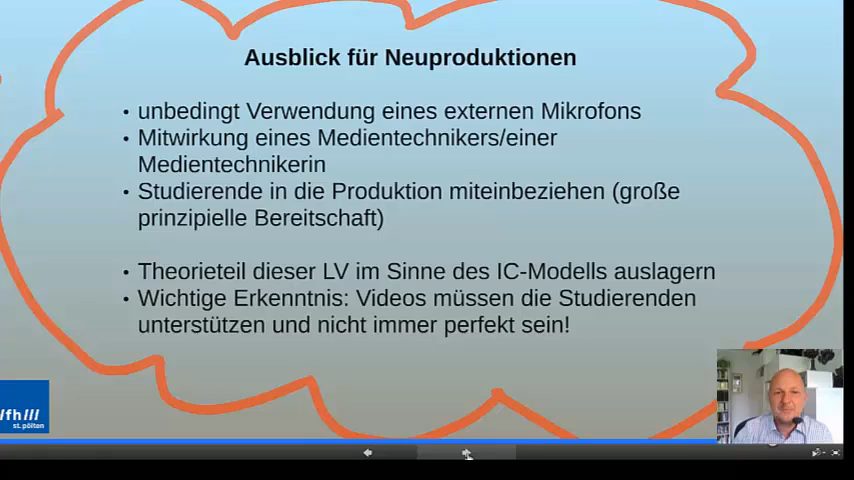 Ausblick für Neuproduktionen
• unbedingt Verwendung eines externen Mikrofons
• Mitwirkung eines Medientechnikers/einer
Medientechnikerin
• Studierende in die Produktion miteinbeziehen (große
prinzipielle Bereitschaft)
• Theorieteil dieser LV im Sinne des IC-Modells auslagern
• Wichtige Erkenntnis: Videos müssen die Studierenden
unterstützen und nicht immer perfekt sein!
/fh///
st.pölten